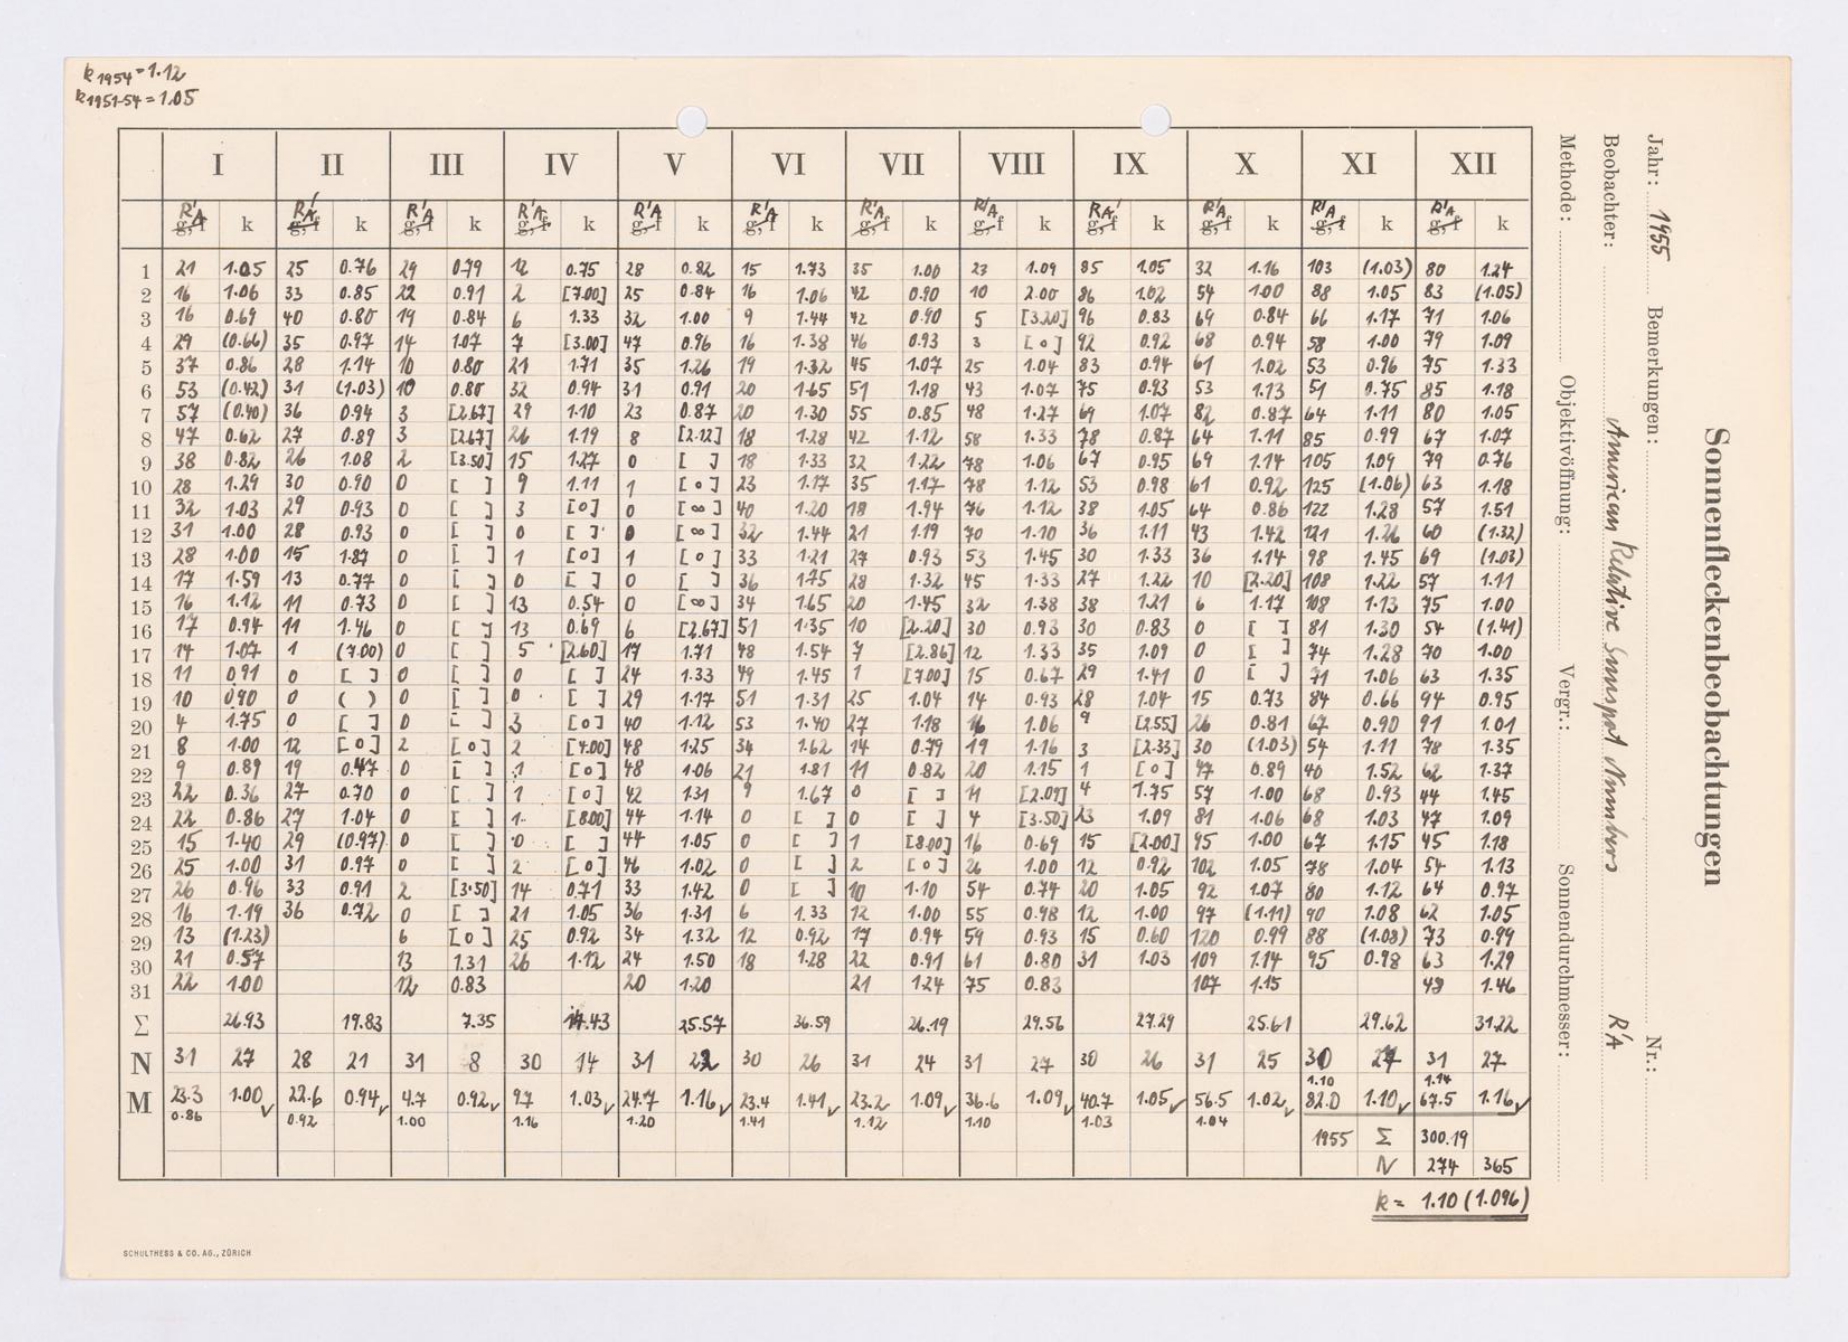 k 1954 = 1.12
k 1951-54 = 1.05
I II III IV V VI VII VIII IX X XI XII
R'A g,f k R'A g,f k R'A g,f k R'A g,f k R'A g,f k R'A g,f k R'A g,f k R'A g,f k R'A g,f k R'A g,f k R'A g,f k R'A g,f k
1 21 1.05 25 0.76 29 0.79 12 0.75 28 0.82 15 1.73 35 1.00 23 1.09 85 1.05 32 1.16 103 (1.03) 80 1.24
2 16 1.06 33 0.85 22 0.91 2 [7.00] 25 0.84 16 1.06 42 0.90 10 2.00 86 1.02 54 1.00 88 1.05 83 (1.05)
3 16 0.69 40 0.80 19 0.84 6 1.33 32 1.00 9 1.44 42 0.90 5 [3.20] 96 0.83 69 0.84 66 1.17 71 1.06
4 29 (0.66) 35 0.97 14 1.07 7 [3.00] 47 0.96 16 1.38 46 0.93 3 [0] 92 0.92 68 0.94 58 1.00 79 1.09
5 37 0.86 28 1.14 10 0.80 21 1.71 35 1.26 19 1.32 45 1.07 25 1.04 83 0.94 61 1.02 53 0.96 75 1.33
6 53 (0.42) 31 (1.03) 10 0.80 32 0.94 31 0.91 20 1.65 51 1.18 43 1.07 75 0.93 53 1.13 51 0.75 85 1.18
7 57 (0.40) 36 0.94 3 [2.67] 29 1.10 23 0.87 20 1.30 55 0.85 48 1.27 69 1.07 82 0.87 64 1.11 80 1.05
8 47 0.62 27 0.89 3 [2.67] 26 1.19 8 [2.12] 18 1.28 42 1.12 58 1.33 78 0.87 64 1.11 85 0.99 67 1.07
9 38 0.82 26 1.08 2 [3.50] 15 1.27 0 [ ] 18 1.33 32 1.22 78 1.06 67 0.95 69 1.14 105 1.09 79 0.76
10 28 1.29 30 0.90 0 [ ] 9 1.11 1 [0] 23 1.17 35 1.17 78 1.12 53 0.98 61 0.92 125 (1.06) 63 1.18
11 32 1.03 29 0.93 0 [ ] 3 [0] 0 [∞] 40 1.20 18 1.94 76 1.12 38 1.05 64 0.86 122 1.28 57 1.51
12 31 1.00 28 0.93 0 [ ] 0 [ ] 0 [∞] 32 1.44 21 1.19 70 1.10 36 1.11 43 1.42 121 1.26 60 (1.32)
13 28 1.00 15 1.87 0 [ ] 1 [0] 1 [0] 33 1.21 27 0.93 53 1.45 30 1.33 36 1.14 98 1.45 69 (1.03)
14 17 1.59 13 0.77 0 [ ] 0 [ ] 0 [ ] 36 1.75 28 1.32 45 1.33 27 1.22 10 [2.20] 108 1.22 57 1.11
15 16 1.12 11 0.73 0 [ ] 13 0.54 0 [∞] 34 1.65 20 1.45 32 1.38 38 1.21 6 1.17 108 1.13 75 1.00
16 17 0.94 11 1.46 0 [ ] 13 0.69 6 [2.67] 51 1.35 10 [2.20] 30 0.93 30 0.83 0 [ ] 81 1.30 54 (1.41)
17 14 1.07 1 (7.00) 0 [ ] 5 [2.60] 17 1.71 48 1.54 7 [2.86] 12 1.33 35 1.09 0 [ ] 74 1.28 70 1.00
18 11 0.91 0 [ ] 0 [ ] 0 [ ] 24 1.33 49 1.45 1 [7.00] 15 0.67 29 1.41 0 [ ] 71 1.06 63 1.35
19 10 0.90 0 ( ) 0 [ ] 0 [ ] 29 1.17 51 1.31 25 1.04 14 0.93 28 1.04 15 0.73 84 0.66 94 0.95
20 4 1.75 0 [ ] 0 [ ] 3 [0] 40 1.12 53 1.40 27 1.18 16 1.06 9 [2.55] 26 0.81 67 0.90 91 1.01
21 8 1.00 12 [0] 2 [0] 2 [4.00] 48 1.25 34 1.62 14 0.79 19 1.16 3 [2.33] 30 (1.03) 54 1.11 78 1.35
22 9 0.89 19 0.47 0 [ ] 1 [0] 48 1.06 21 1.81 11 0.82 20 1.15 1 [0] 47 0.89 40 1.52 62 1.37
23 22 0.36 27 0.70 0 [ ] 1 [0] 42 1.31 9 1.67 0 [ ] 11 [2.09] 4 1.75 57 1.00 68 0.93 44 1.45
24 22 0.86 27 1.04 0 [ ] 1 [8.00] 44 1.14 0 [ ] 0 [ ] 4 [3.50] 23 1.09 81 1.06 68 1.03 47 1.09
25 15 1.40 29 (0.97) 0 [ ] 0 [ ] 44 1.05 0 [ ] 1 [8.00] 16 0.69 15 [2.00] 95 1.00 67 1.15 45 1.18
26 25 1.00 31 0.97 0 [ ] 2 [0] 46 1.02 0 [ ] 2 [0] 26 1.00 12 0.92 102 1.05 78 1.04 54 1.13
27 26 0.96 33 0.91 2 [3.50] 14 0.71 33 1.42 0 [ ] 10 1.10 54 0.74 20 1.05 92 1.07 80 1.12 64 0.97
28 16 1.19 36 0.72 0 [ ] 21 1.05 36 1.31 6 1.33 12 1.00 55 0.98 12 1.00 97 (1.11) 90 1.08 62 1.05
29 13 (1.23) 6 [0] 25 0.92 34 1.32 12 0.92 17 0.94 59 0.93 15 0.60 120 0.99 88 (1.08) 73 0.99
30 21 0.57 13 1.31 26 1.12 24 1.50 18 1.28 22 0.91 61 0.80 31 1.03 109 1.14 95 0.98 63 1.29
31 22 1.00 12 0.83 20 1.20 21 1.24 75 0.83 107 1.15 48 1.46
Σ 26.93 19.83 7.35 14.43 25.57 36.59 26.19 29.56 27.29 25.61 29.62 31.22
N 31 27 28 21 31 8 30 14 31 22 30 26 31 24 31 27 30 26 31 25 30 27 31 27
1.10 1.14
M 23.3 1.00 22.6 0.94 4.7 0.92 9.7 1.03 24.7 1.16 23.4 1.41 23.2 1.09 36.6 1.09 40.7 1.05 56.5 1.02 82.0 1.10 67.5 1.16
0.86 0.92 1.00 1.16 1.20 1.41 1.12 1.10 1.03 1.04
1955 Σ 300.19
N 274 365
k = 1.10 (1.096)
SCHULTHESS & CO. AG., ZÜRICH
Sonnenfleckenbeobachtungen
Jahr: 1955 Bemerkungen: Nr.:
Beobachter: American Relative Sunspot Numbers R'A
Methode: Objektivöffnung: Vergr.: Sonnendurchmesser: